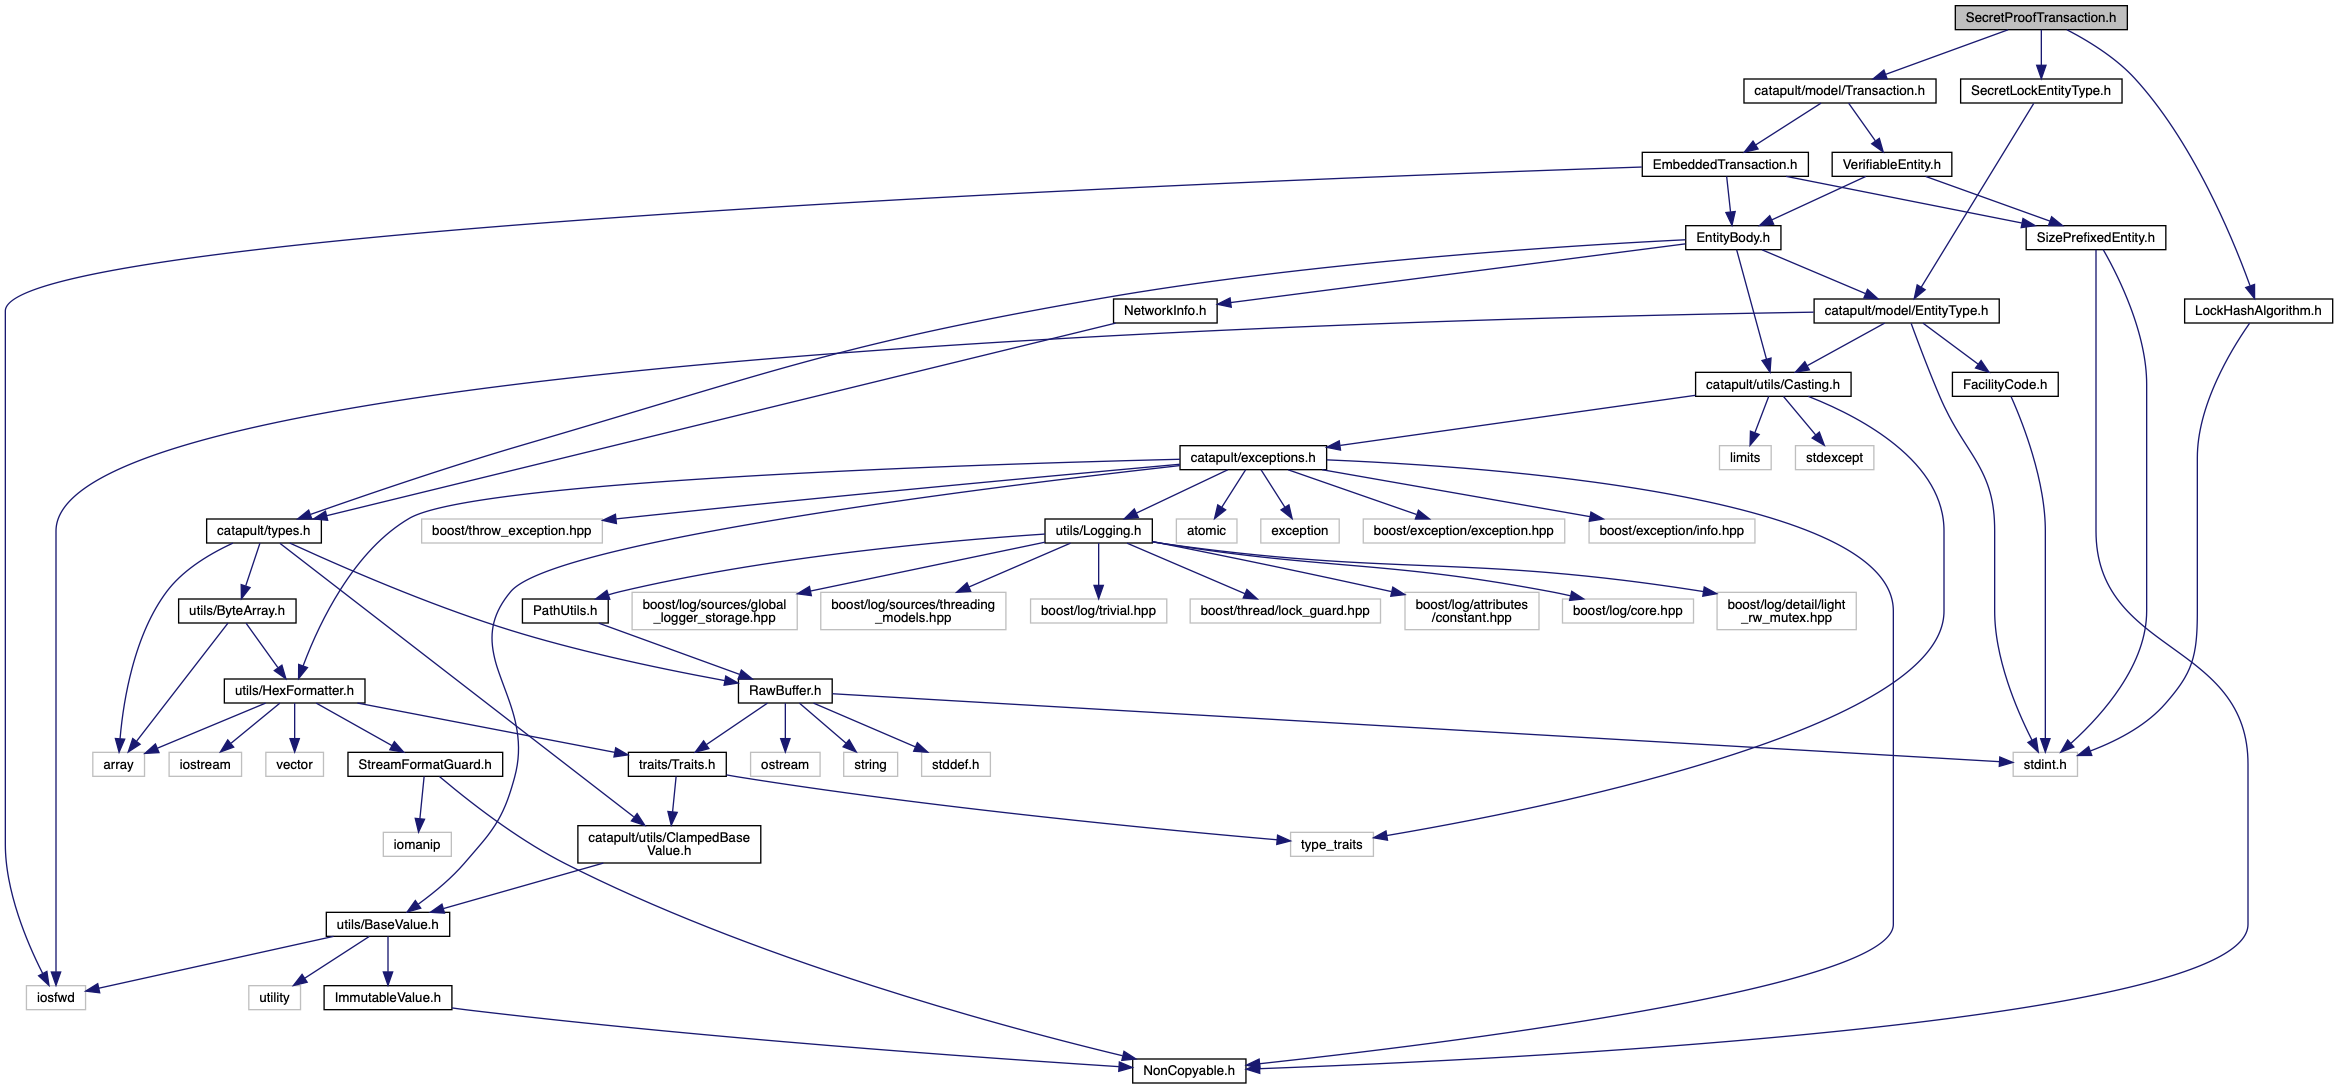 SecretProofTransaction.h
catapult/model/Transaction.h
SecretLockEntityType.h
EmbeddedTransaction.h
VerifiableEntity.h
EntityBody.h
SizePrefixedEntity.h
NetworkInfo.h
catapult/model/EntityType.h
LockHashAlgorithm.h
catapult/utils/Casting.h
FacilityCode.h
catapult/exceptions.h
limits
stdexcept
catapult/types.h
boost/throw_exception.hpp
utils/Logging.h
atomic
exception
boost/exception/exception.hpp
boost/exception/info.hpp
utils/ByteArray.h
PathUtils.h
boost/log/sources/global
_logger_storage.hpp
boost/log/sources/threading
_models.hpp
boost/log/trivial.hpp
boost/thread/lock_guard.hpp
boost/log/attributes
/constant.hpp
boost/log/core.hpp
boost/log/detail/light
_rw_mutex.hpp
utils/HexFormatter.h
RawBuffer.h
array
iostream
vector
StreamFormatGuard.h
traits/Traits.h
ostream
string
stddef.h
stdint.h
iomanip
catapult/utils/ClampedBase
Value.h
type_traits
utils/BaseValue.h
iosfwd
utility
ImmutableValue.h
NonCopyable.h